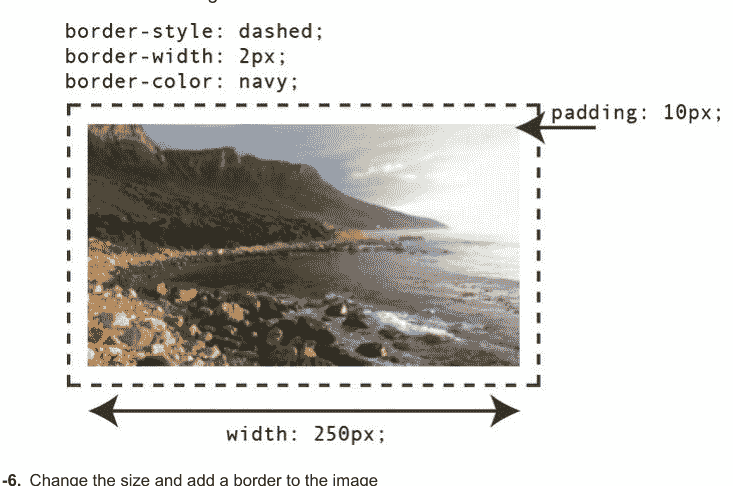 border-style: dashed;
border-width: 2px;
border-color: navy;
padding: 10px;
width: 250px;
-6. Change the size and add a border to the image